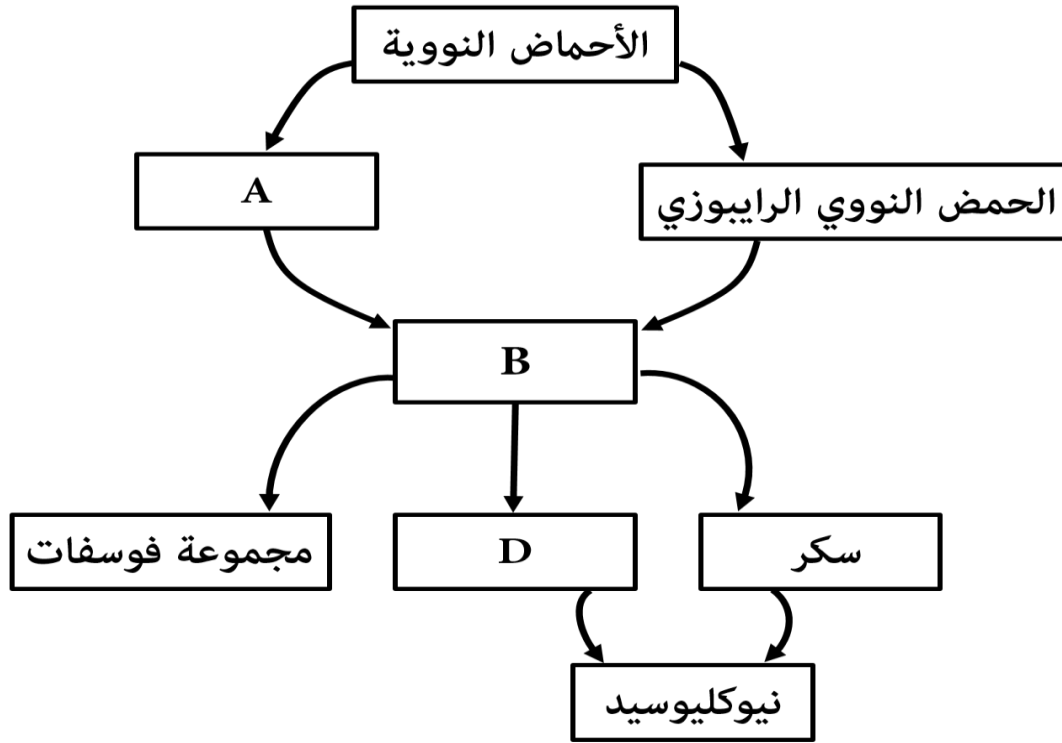 الأحماض النووية
A
الحمض النووي الرايبوزي
B
مجموعة فوسفات
D
سكر
نيوكليوسيد